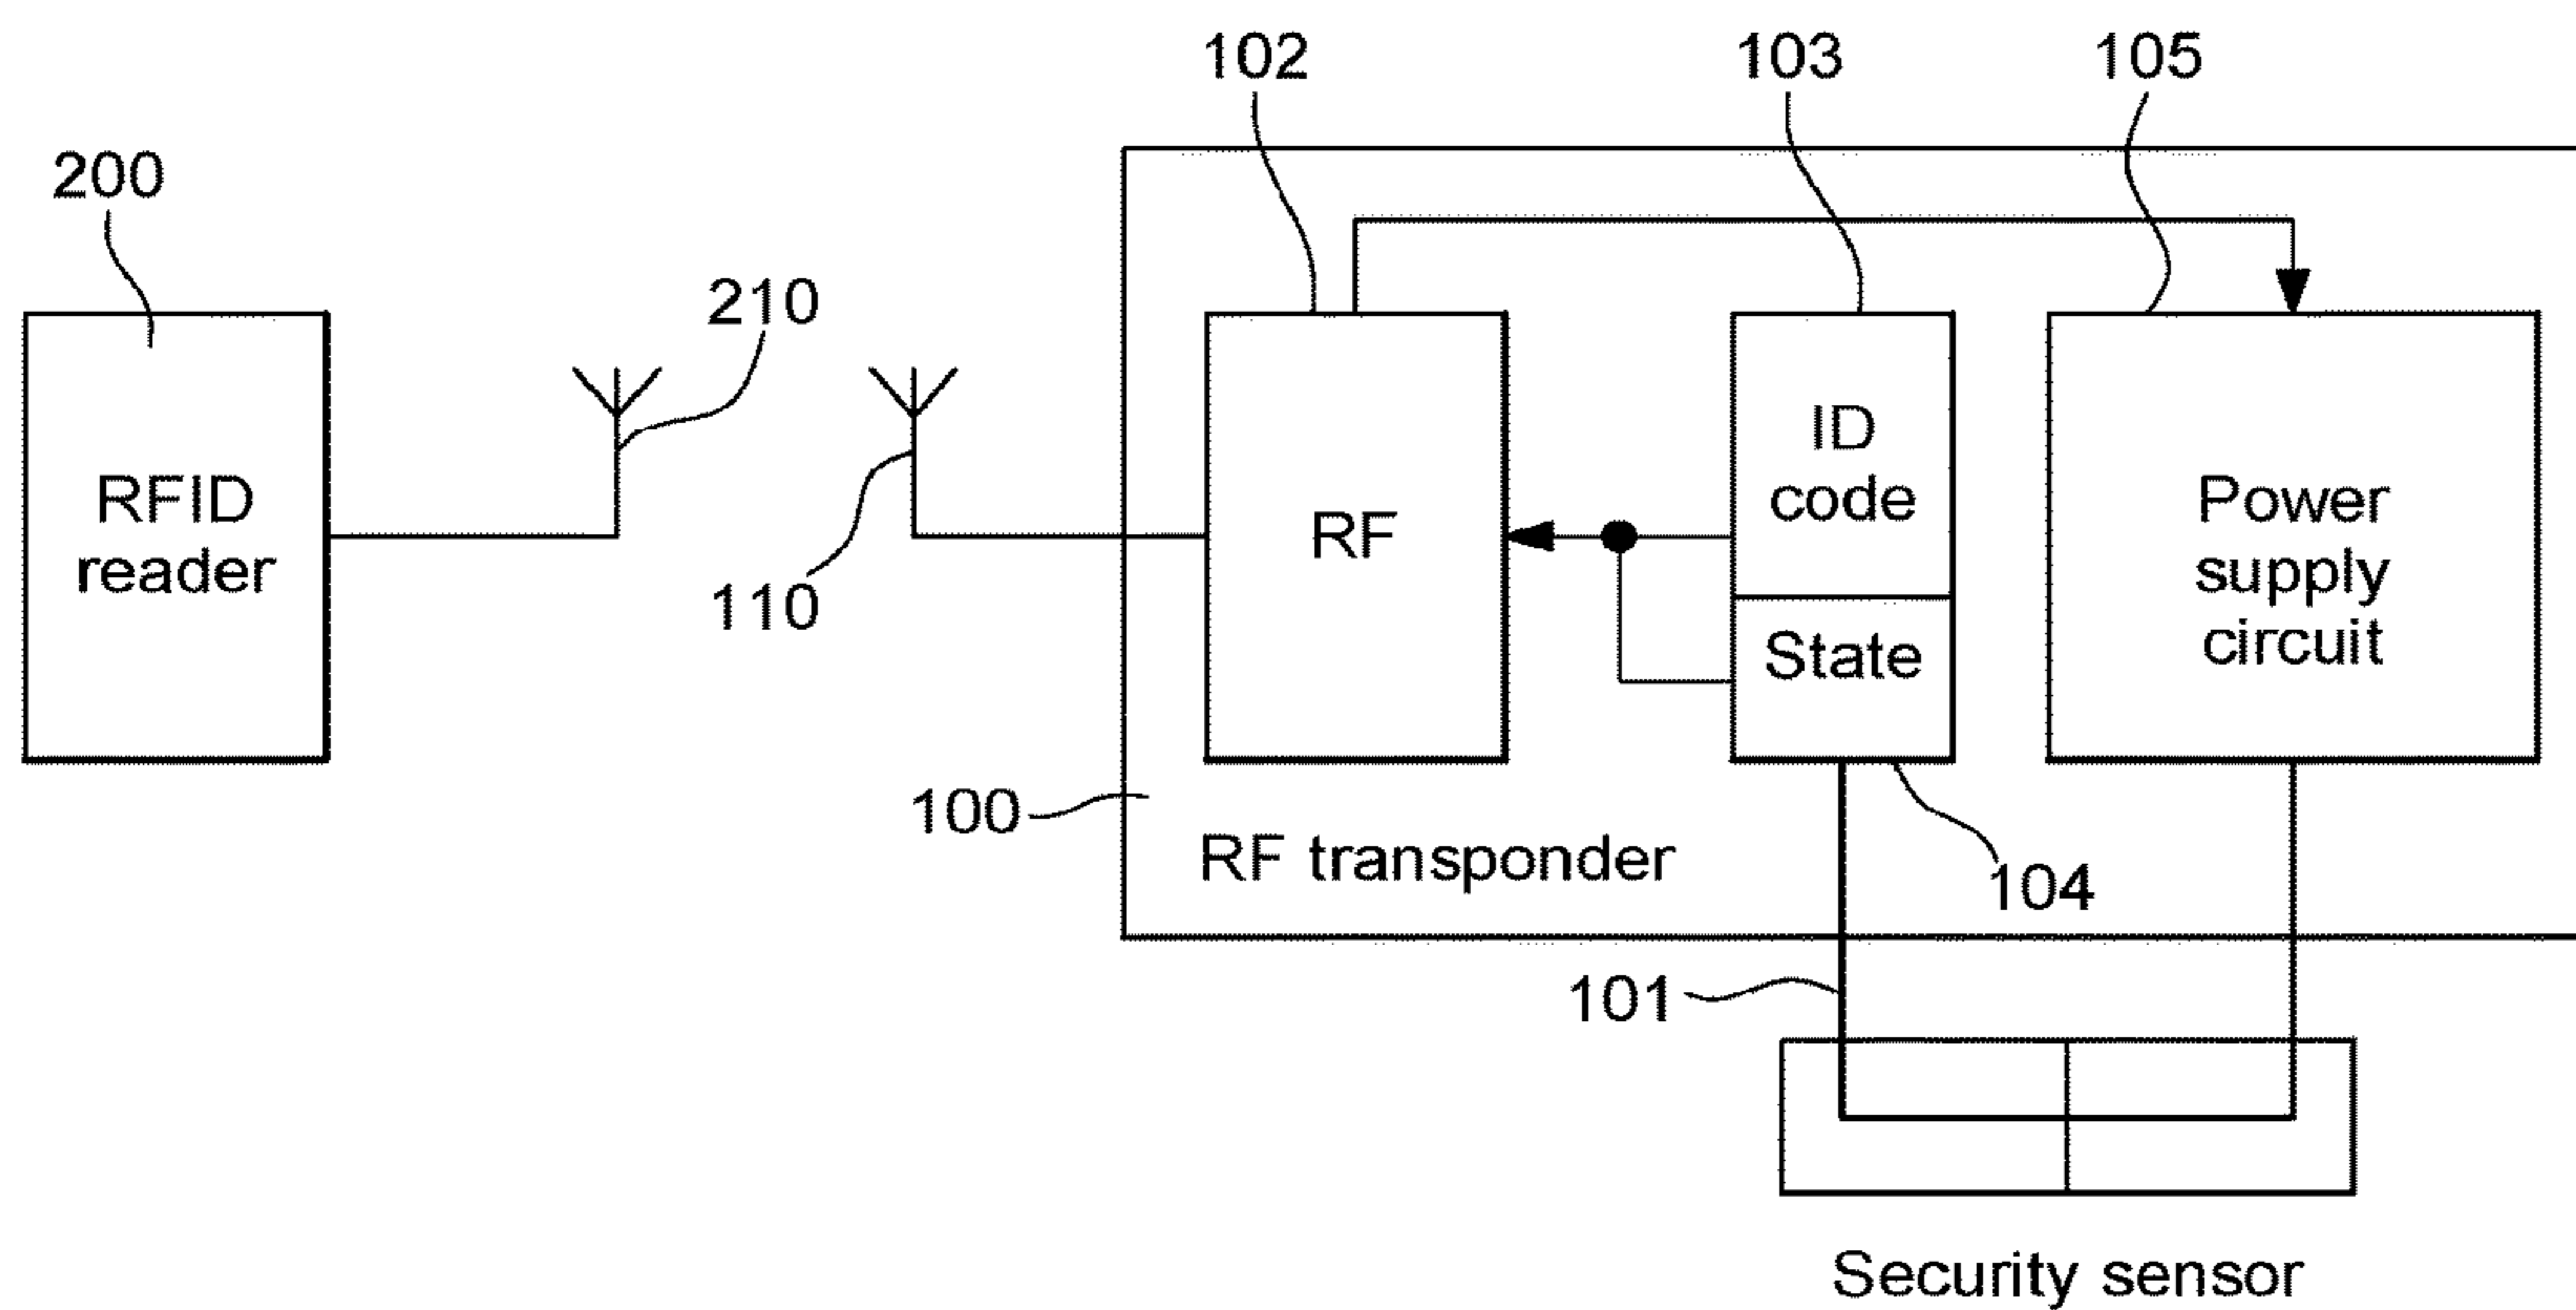 102
103
105
200
210
RFID
reader
110
RF
ID
code
State
Power
supply
circuit
100
RF transponder
104
101
Security sensor